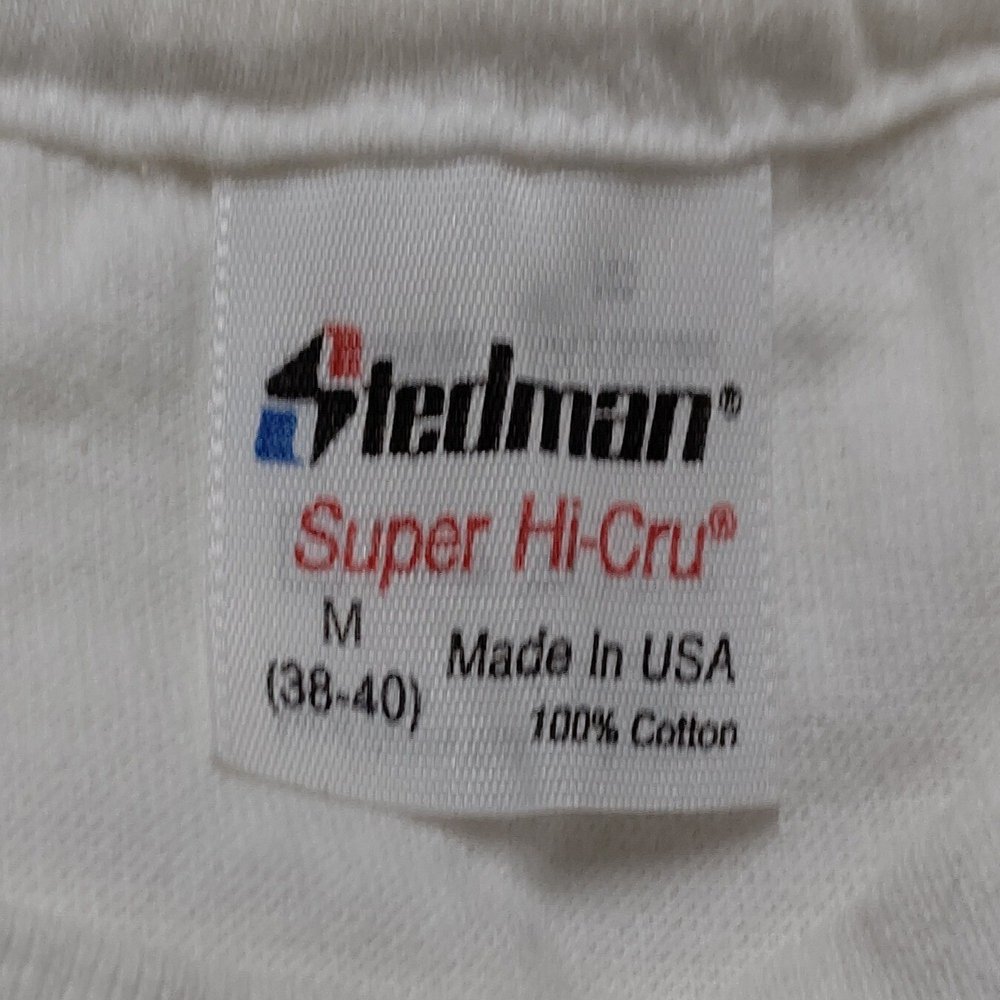 Stedman®
Super Hi-Cru®
M
(38-40)
Made In USA
100% Cotton